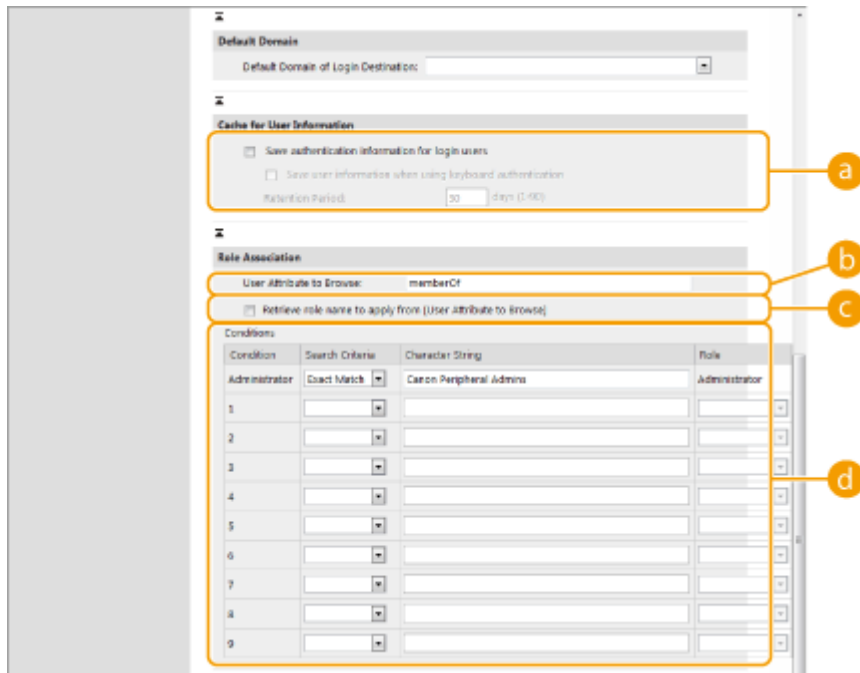 Default Domain
Default Domain of Login Destination:
Cache for User Information
Save authentication information for login users
a
Save user information when using keyboard authentication
Retention Period: 30 days (1-90)
Role Association
b
User Attribute to Browse: memberOf
c
Retrieve role name to apply from [User Attribute to Browse]
Conditions
Condition Search Criteria Character String Role
Administrator Exact Match Canon Peripheral Admins Administrator
1
2
3
4
d
5
6
7
8
9